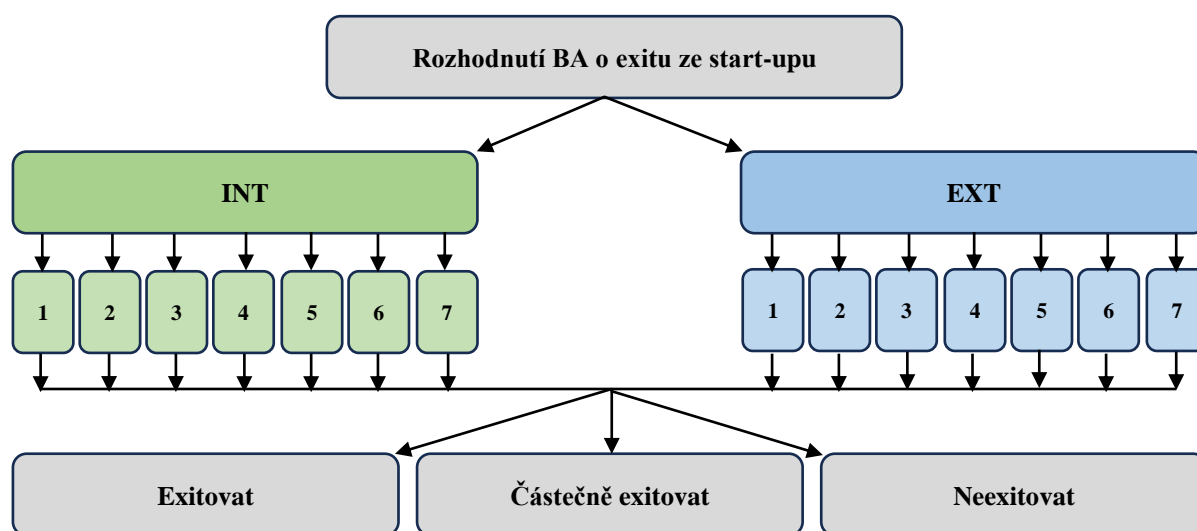 Rozhodnutí BA o exitu ze start-upu
INT
EXT
1 2 3 4 5 6 7
1 2 3 4 5 6 7
Exitovat
Částečně exitovat
Neexitovat